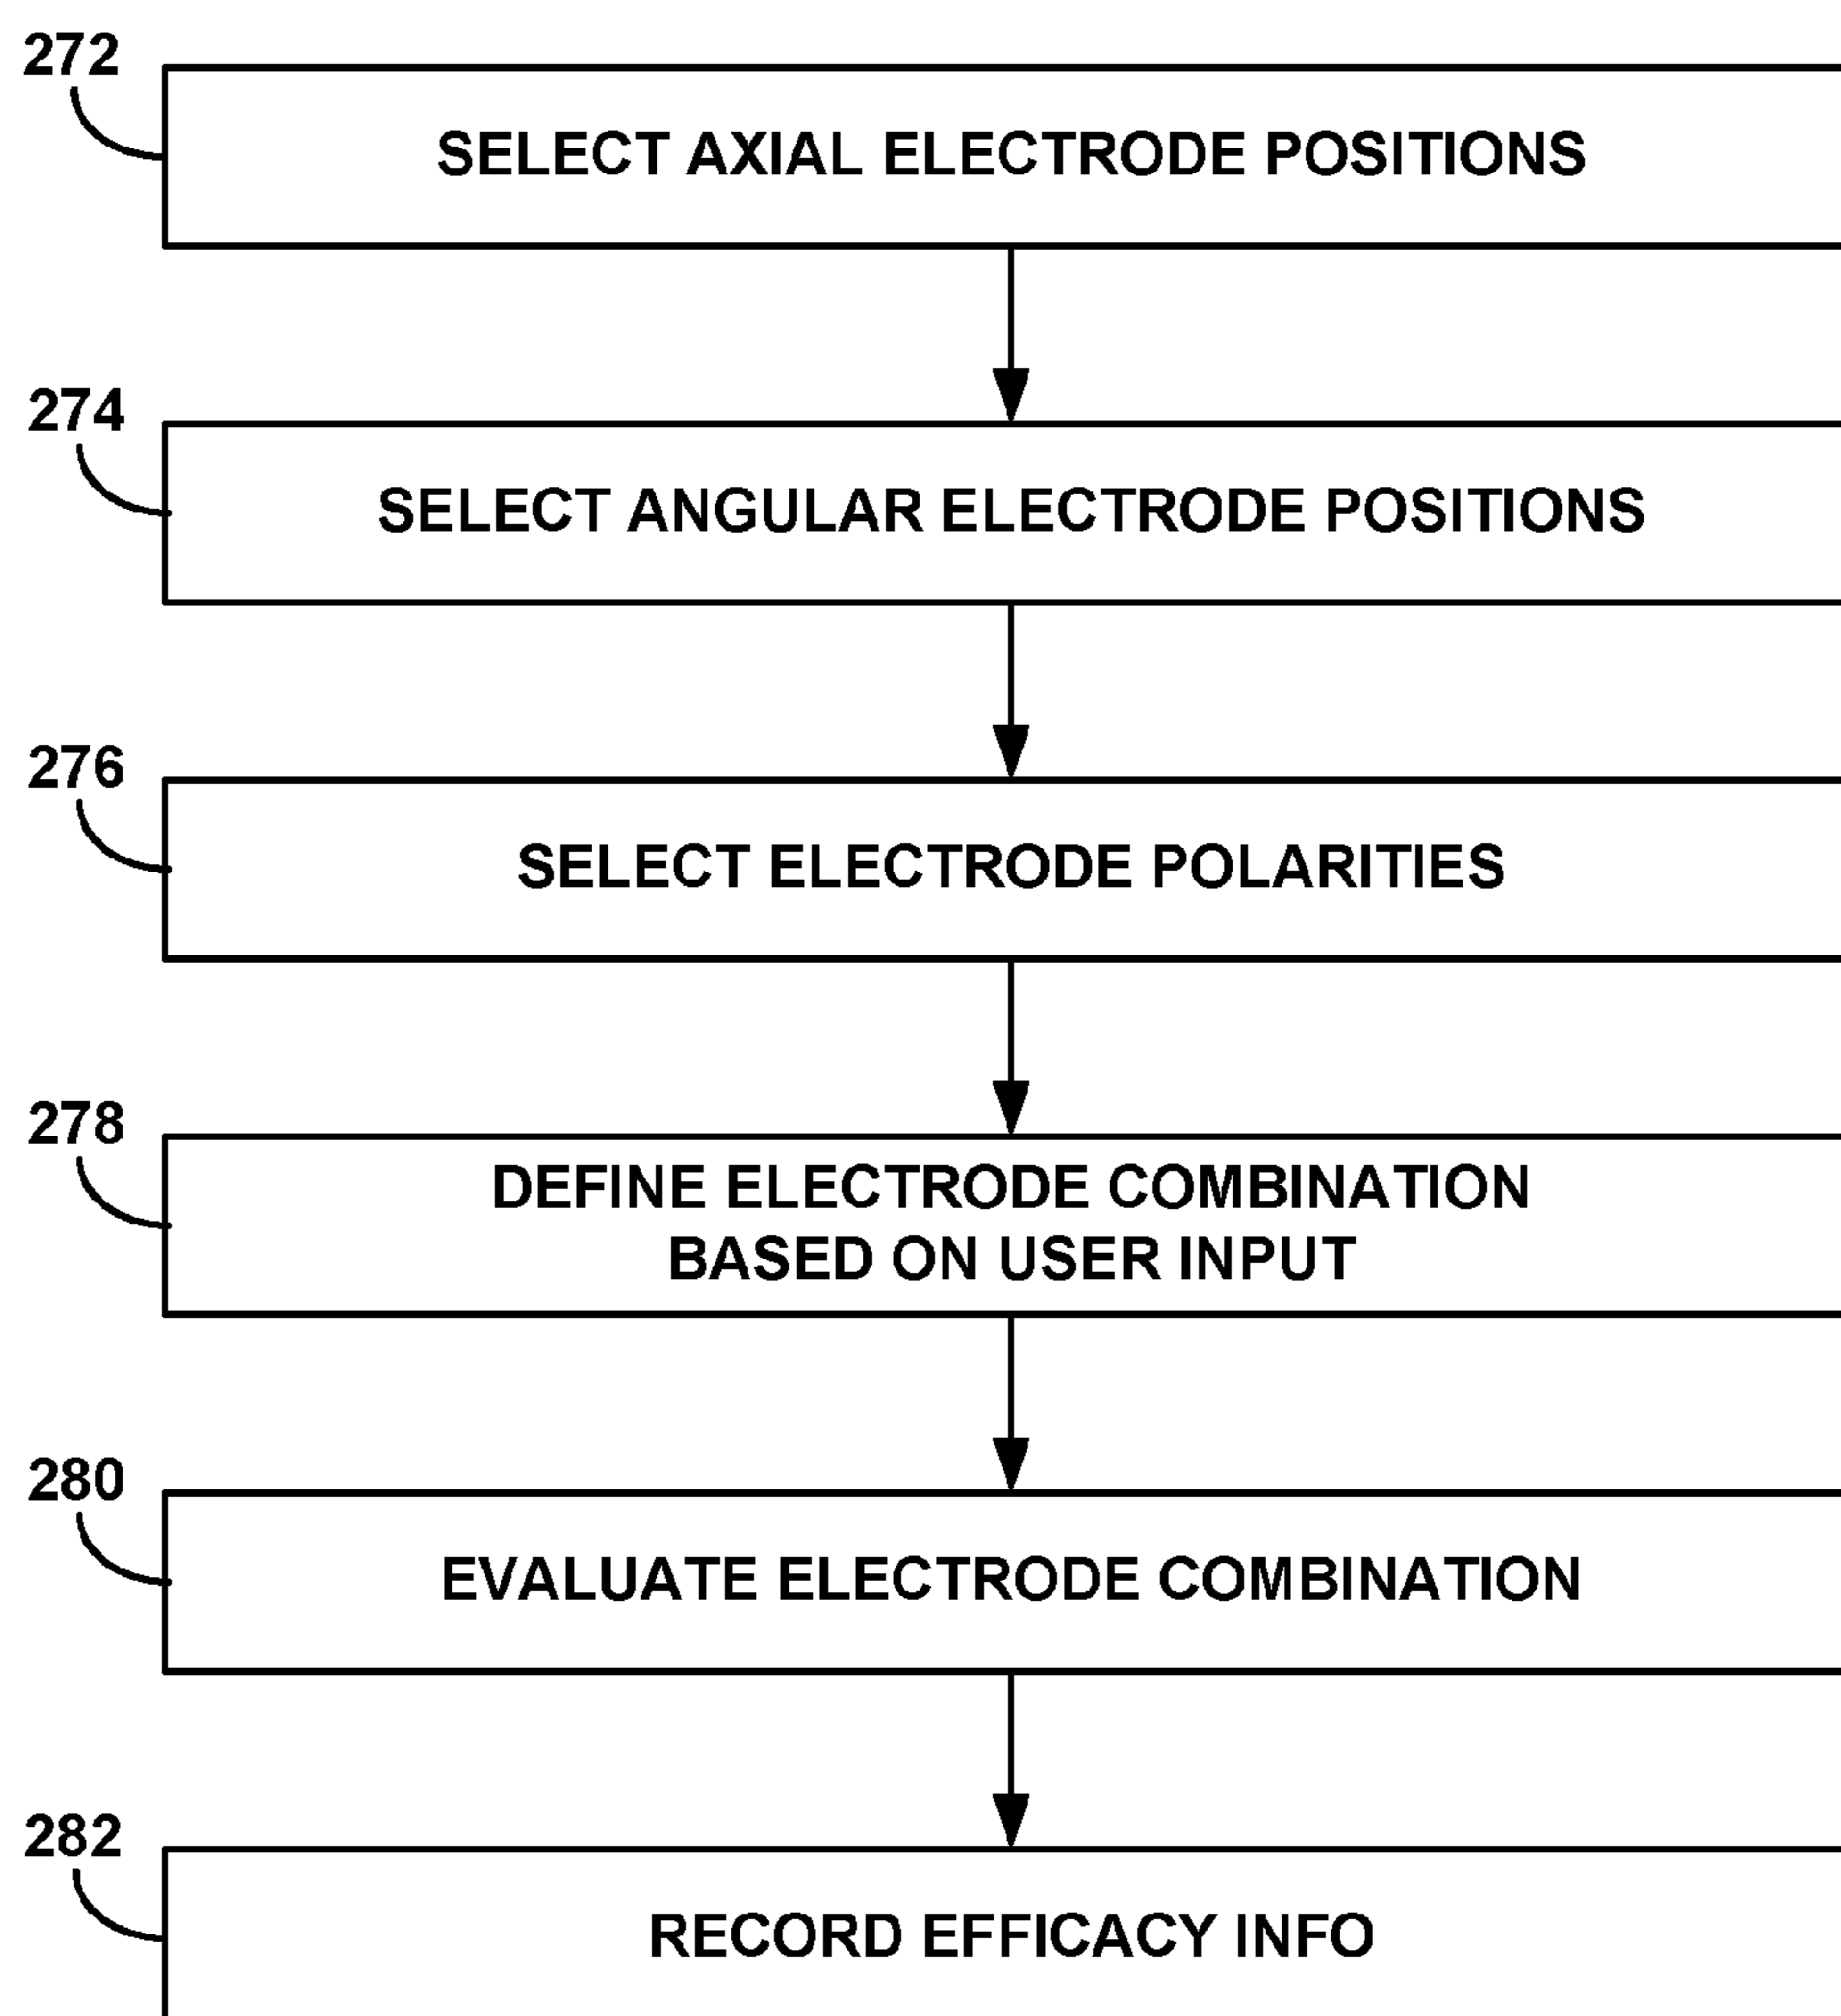 272
SELECT AXIAL ELECTRODE POSITIONS
274
SELECT ANGULAR ELECTRODE POSITIONS
276
SELECT ELECTRODE POLARITIES
278
DEFINE ELECTRODE COMBINATION
BASED ON USER INPUT
280
EVALUATE ELECTRODE COMBINATION
282
RECORD EFFICACY INFO